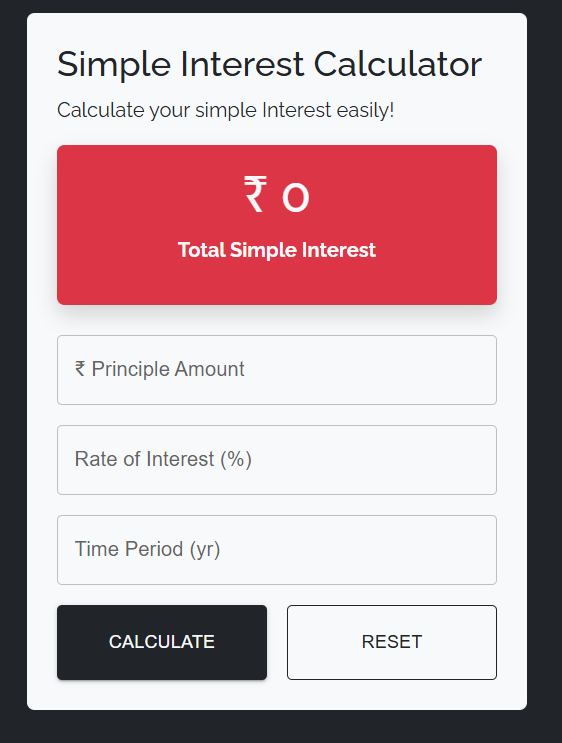 Simple Interest Calculator
Calculate your simple Interest easily!
₹ 0
Total Simple Interest
₹ Principle Amount
Rate of Interest (%)
Time Period (yr)
CALCULATE
RESET